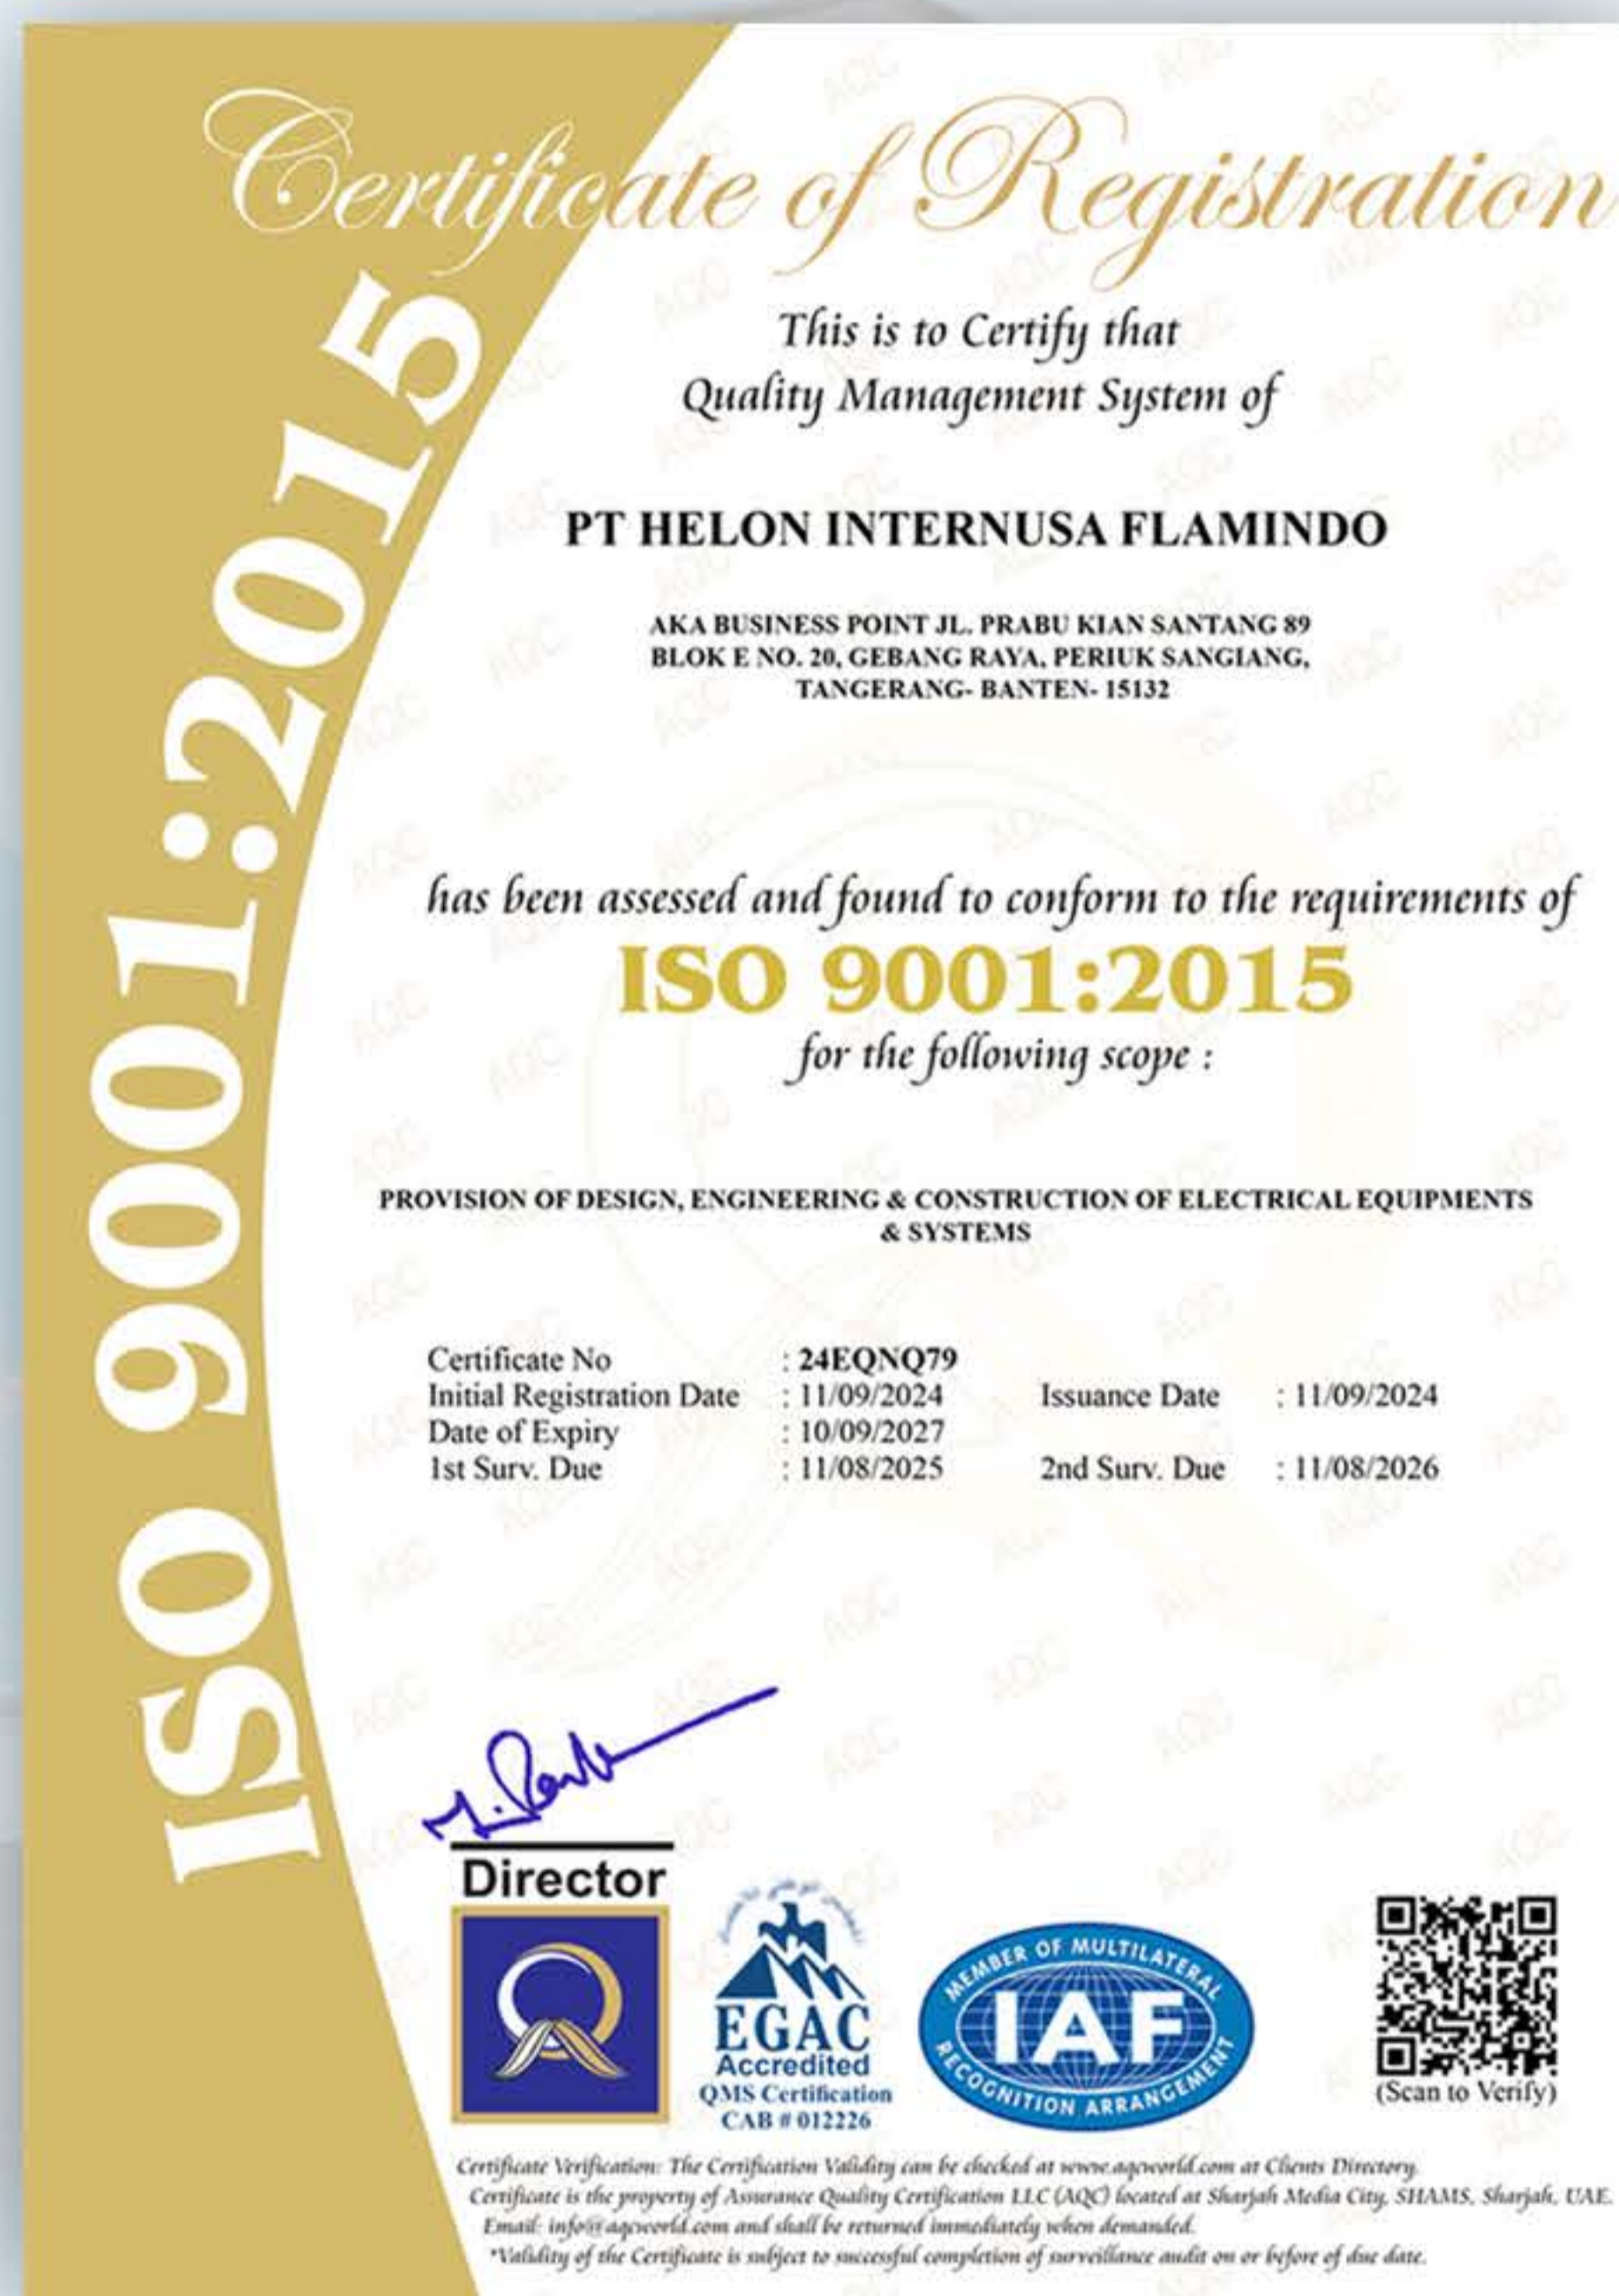 Certificate of Registration
ISO 9001:2015
This is to Certify that
Quality Management System of
PT HELON INTERNUSA FLAMINDO
AKA BUSINESS POINT JL. PRABU KIAN SANTANG 89
BLOK E NO. 20, GEBANG RAYA, PERIUK SANGIANG,
TANGERANG- BANTEN- 15132
has been assessed and found to conform to the requirements of
ISO 9001:2015
for the following scope :
PROVISION OF DESIGN, ENGINEERING & CONSTRUCTION OF ELECTRICAL EQUIPMENTS
& SYSTEMS
Certificate No : 24EQNQ79
Initial Registration Date : 11/09/2024 Issuance Date : 11/09/2024
Date of Expiry : 10/09/2027
1st Surv. Due : 11/08/2025 2nd Surv. Due : 11/08/2026
Director
EGAC
Accredited
QMS Certification
CAB # 012226
MEMBER OF MULTILATERAL
IAF
RECOGNITION ARRANGEMENT
(Scan to Verify)
Certificate Verification: The Certification Validity can be checked at www.aqcworld.com at Clients Directory.
Certificate is the property of Assurance Quality Certification LLC (AQC) located at Sharjah Media City, SHAMS, Sharjah, UAE.
Email: info@aqcworld.com and shall be returned immediately when demanded.
*Validity of the Certificate is subject to successful completion of surveillance audit on or before of due date.